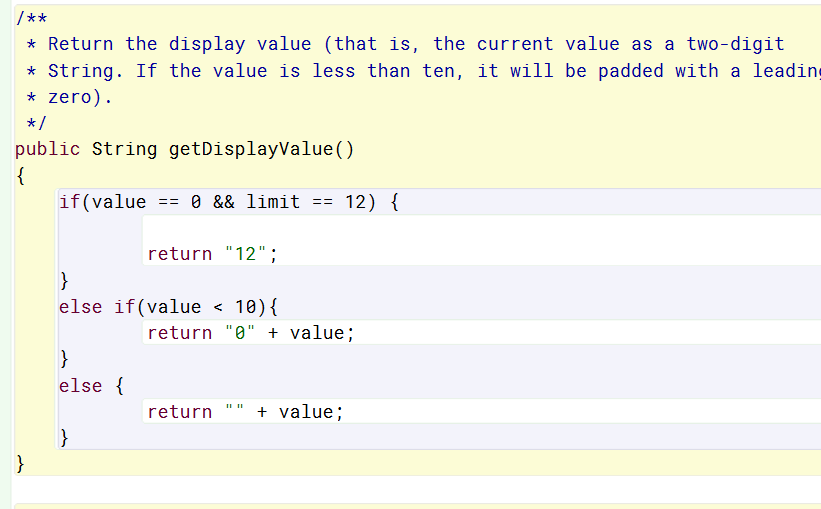 /**
 * Return the display value (that is, the current value as a two-digit
 * String. If the value is less than ten, it will be padded with a leading
 * zero).
 */
public String getDisplayValue()
{
    if(value == 0 && limit == 12) {
        return "12";
    }
    else if(value < 10){
        return "0" + value;
    }
    else {
        return "" + value;
    }
}